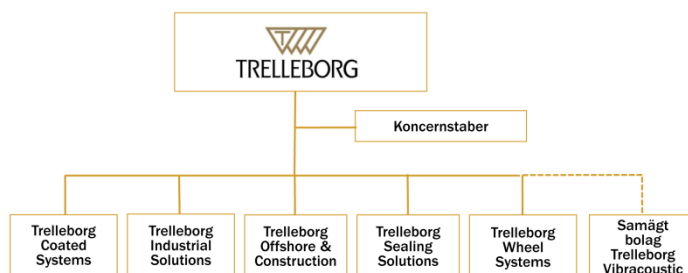 TRELLEBORG
Koncernstaber
Trelleborg
Coated
Systems
Trelleborg
Industrial
Solutions
Trelleborg
Offshore &
Construction
Trelleborg
Sealing
Solutions
Trelleborg
Wheel
Systems
Samägt
bolag
Trelleborg
Vibracoustic